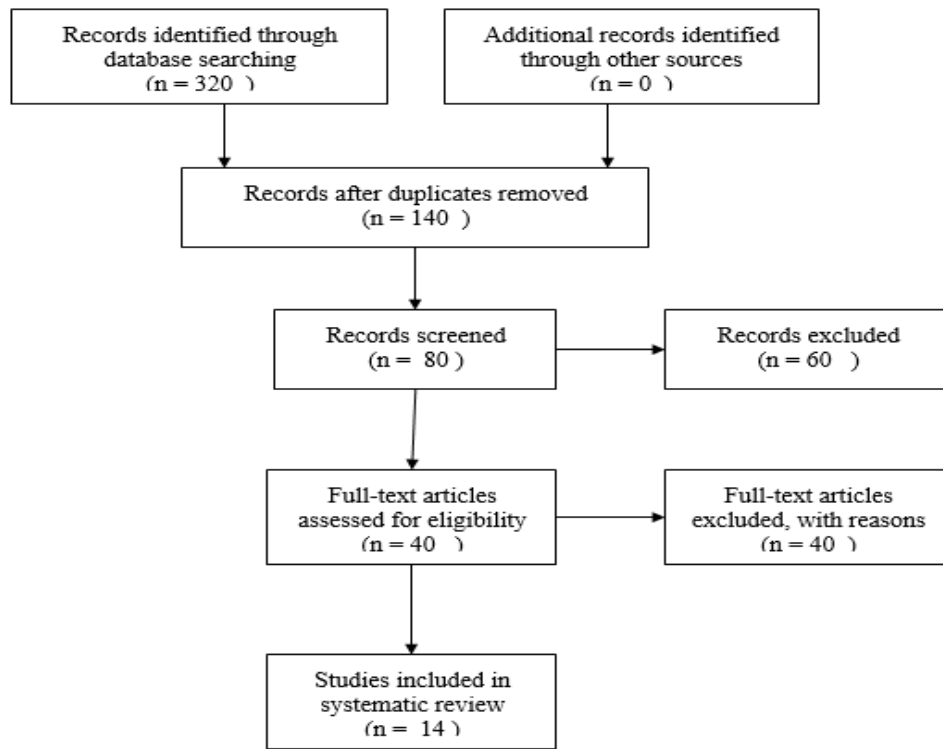 Records identified through
database searching
(n = 320 )
Additional records identified
through other sources
(n = 0 )
Records after duplicates removed
(n = 140 )
Records screened
(n = 80 )
Records excluded
(n = 60 )
Full-text articles
assessed for eligibility
(n = 40 )
Full-text articles
excluded, with reasons
(n = 40 )
Studies included in
systematic review
(n = 14 )